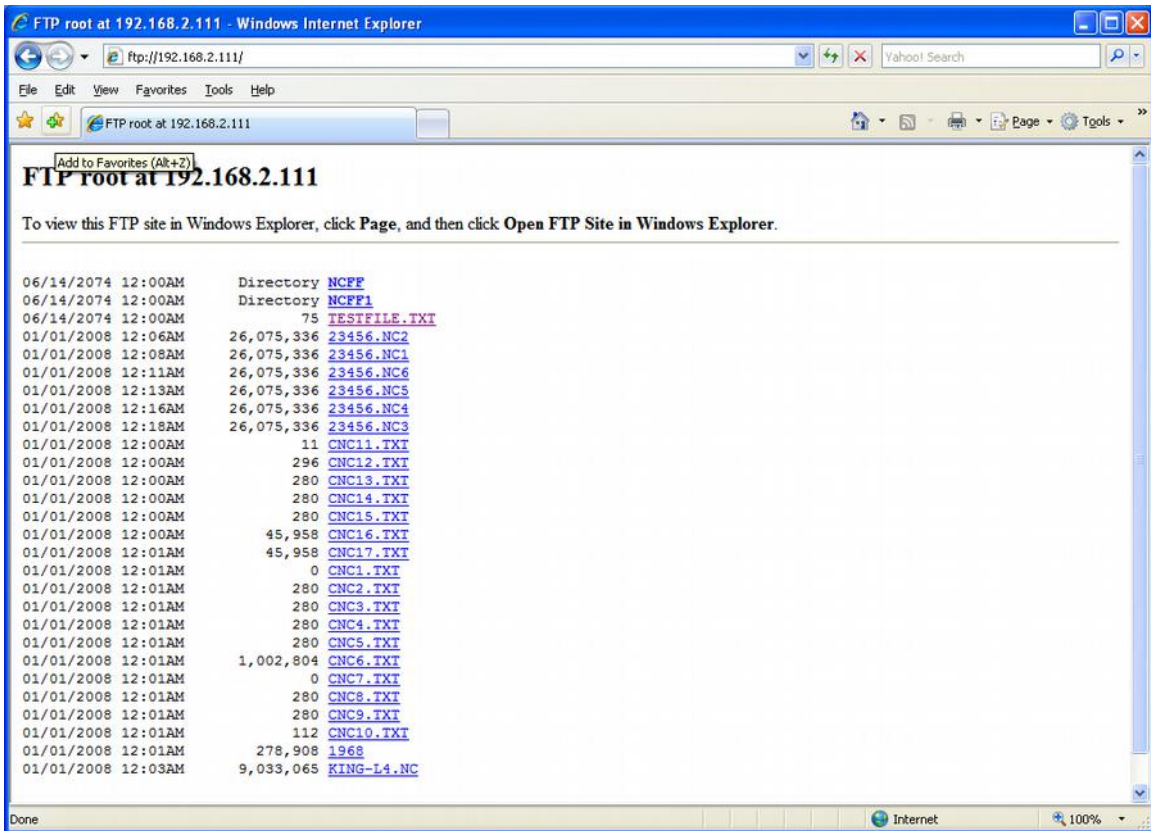 FTP root at 192.168.2.111 - Windows Internet Explorer
ftp://192.168.2.111/
Yahoo! Search
File Edit View Favorites Tools Help
FTP root at 192.168.2.111
Page Tools »
Add to Favorites (Alt+Z)
FTP root at 192.168.2.111
To view this FTP site in Windows Explorer, click Page, and then click Open FTP Site in Windows Explorer.
06/14/2074 12:00AM Directory NCFF
06/14/2074 12:00AM Directory NCFF1
06/14/2074 12:00AM 75 TESTFILE.TXT
01/01/2008 12:06AM 26,075,336 23456.NC2
01/01/2008 12:08AM 26,075,336 23456.NC1
01/01/2008 12:11AM 26,075,336 23456.NC6
01/01/2008 12:13AM 26,075,336 23456.NC5
01/01/2008 12:16AM 26,075,336 23456.NC4
01/01/2008 12:18AM 26,075,336 23456.NC3
01/01/2008 12:00AM 11 CNC11.TXT
01/01/2008 12:00AM 296 CNC12.TXT
01/01/2008 12:00AM 280 CNC13.TXT
01/01/2008 12:00AM 280 CNC14.TXT
01/01/2008 12:00AM 280 CNC15.TXT
01/01/2008 12:00AM 45,958 CNC16.TXT
01/01/2008 12:01AM 45,958 CNC17.TXT
01/01/2008 12:01AM 0 CNC1.TXT
01/01/2008 12:01AM 280 CNC2.TXT
01/01/2008 12:01AM 280 CNC3.TXT
01/01/2008 12:01AM 280 CNC4.TXT
01/01/2008 12:01AM 280 CNC5.TXT
01/01/2008 12:01AM 1,002,804 CNC6.TXT
01/01/2008 12:01AM 0 CNC7.TXT
01/01/2008 12:01AM 280 CNC8.TXT
01/01/2008 12:01AM 280 CNC9.TXT
01/01/2008 12:01AM 112 CNC10.TXT
01/01/2008 12:01AM 278,908 1968
01/01/2008 12:03AM 9,033,065 KING-L4.NC
Done Internet 100%